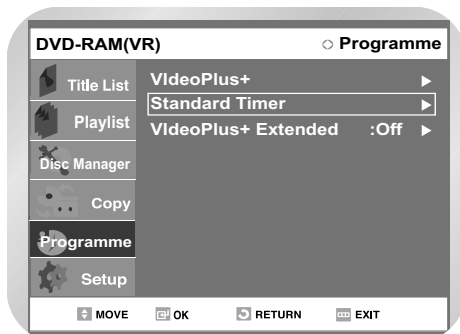 DVD-RAM(VR) Programme
Title List
Playlist
Disc Manager
Copy
Programme
Setup
VIdeoPlus+
Standard Timer
VIdeoPlus+ Extended :Off
MOVE OK RETURN EXIT